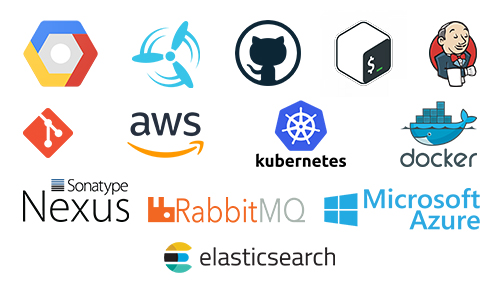 $_
aws
kubernetes
docker
Sonatype
Nexus
RabbitMQ
Microsoft
Azure
elasticsearch